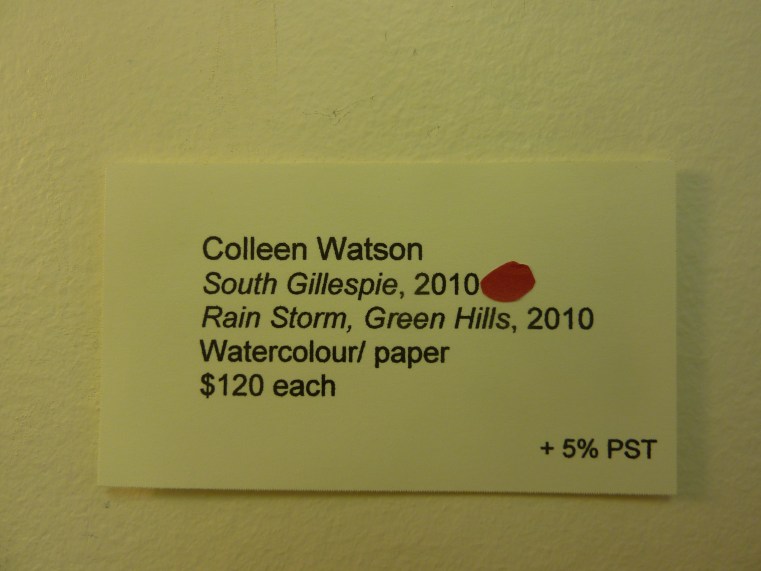 Colleen Watson
South Gillespie, 2010
Rain Storm, Green Hills, 2010
Watercolour/ paper
$120 each
+ 5% PST